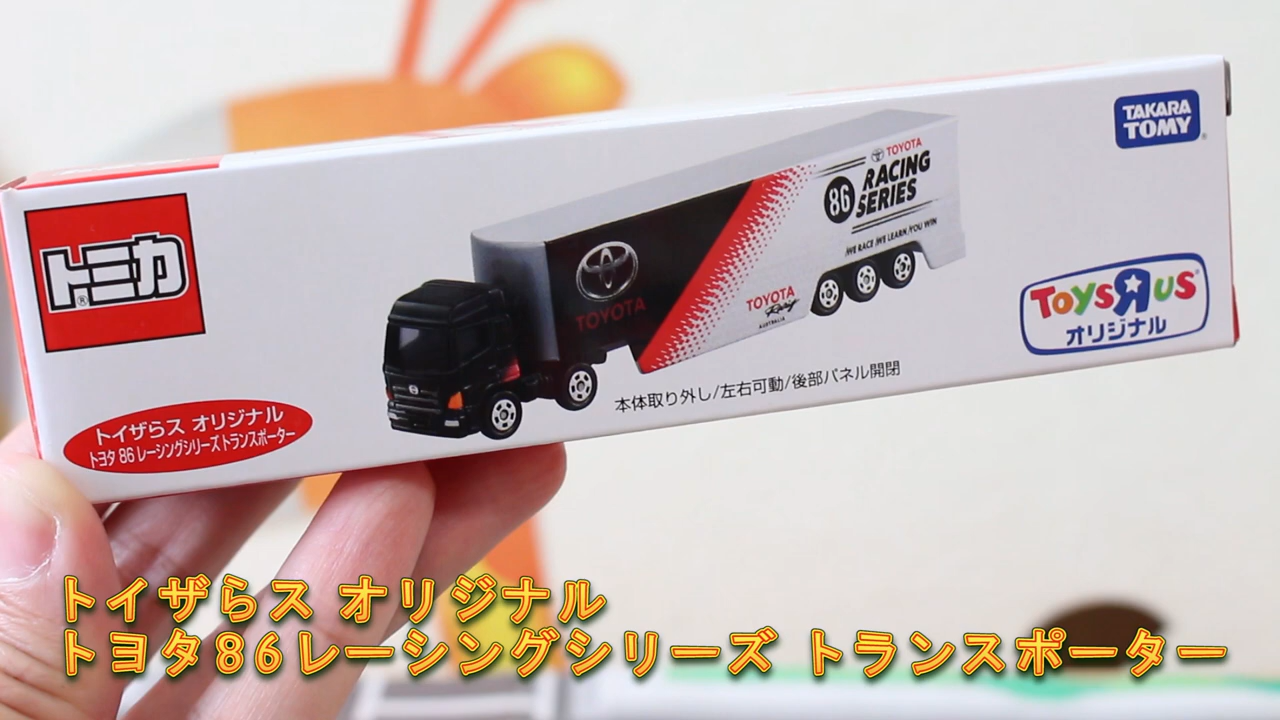 トミカ®
トイザらス オリジナル
トヨタ 86 レーシングシリーズ トランスポーター
TOYOTA
TOYOTA
Racing
AUSTRALIA
TOYOTA
86 RACING
SERIES
WE RACE / WE LEARN / YOU WIN
本体取り外し/左右可動/後部パネル開閉
TAKARA
TOMY®
ToysЯus
オリジナル
トイザらス オリジナル
トヨタ86レーシングシリーズ トランスポーター